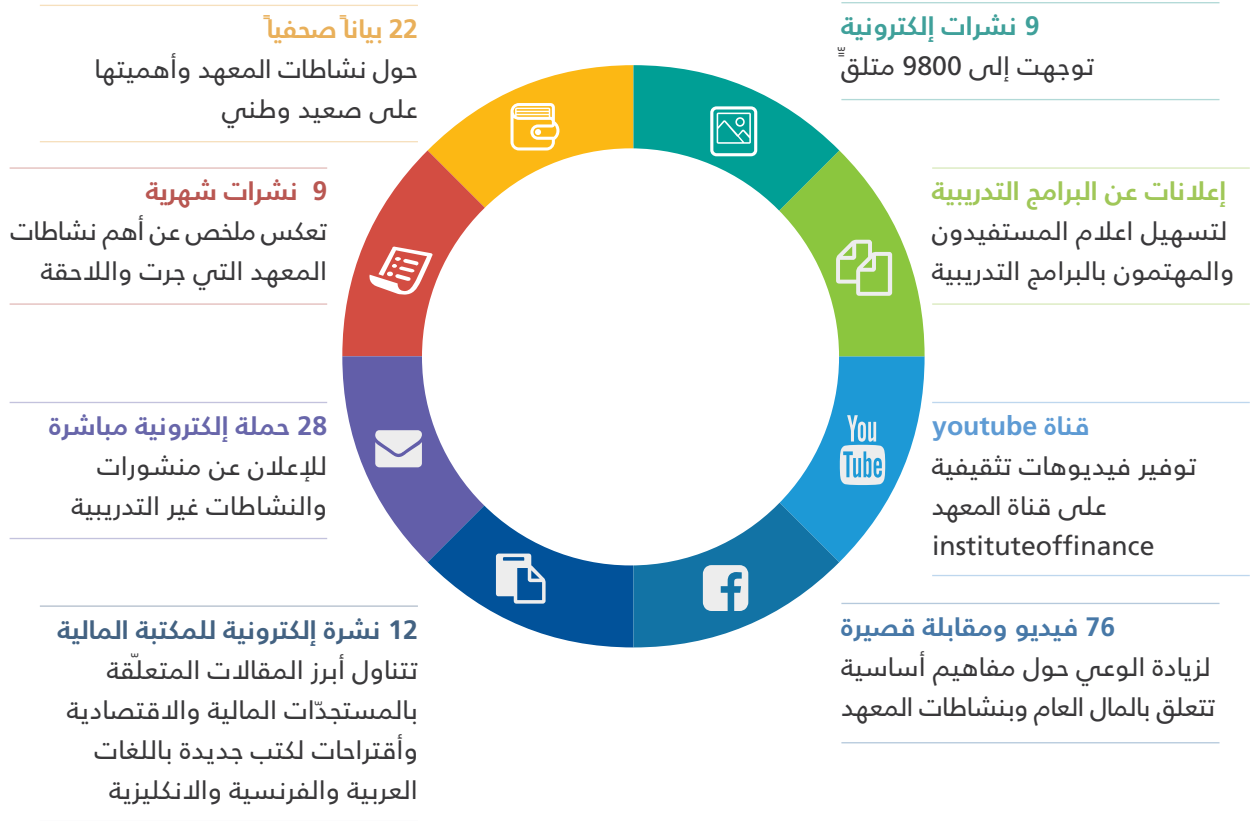 9 نشرات إلكترونية
توجهت إلى 9800 متلقٍّ
إعلانات عن البرامج التدريبية
لتسهيل اعلام المستفيدون
والمهتمون بالبرامج التدريبية
You
Tube
قناة youtube
توفير فيديوهات تثقيفية
على قناة المعهد
instituteoffinance
76 فيديو ومقابلة قصيرة
لزيادة الوعي حول مفاهيم أساسية
تتعلق بالمال العام وبنشاطات المعهد
22 بياناً صحفياً
حول نشاطات المعهد وأهميتها
على صعيد وطني
9 نشرات شهرية
تعكس ملخص عن أهم نشاطات
المعهد التي جرت واللاحقة
28 حملة إلكترونية مباشرة
للإعلان عن منشورات
والنشاطات غير التدريبية
12 نشرة إلكترونية للمكتبة المالية
تتناول أبرز المقالات المتعلّقة
بالمستجدّات المالية والاقتصادية
وأقتراحات لكتب جديدة باللغات
العربية والفرنسية والانكليزية